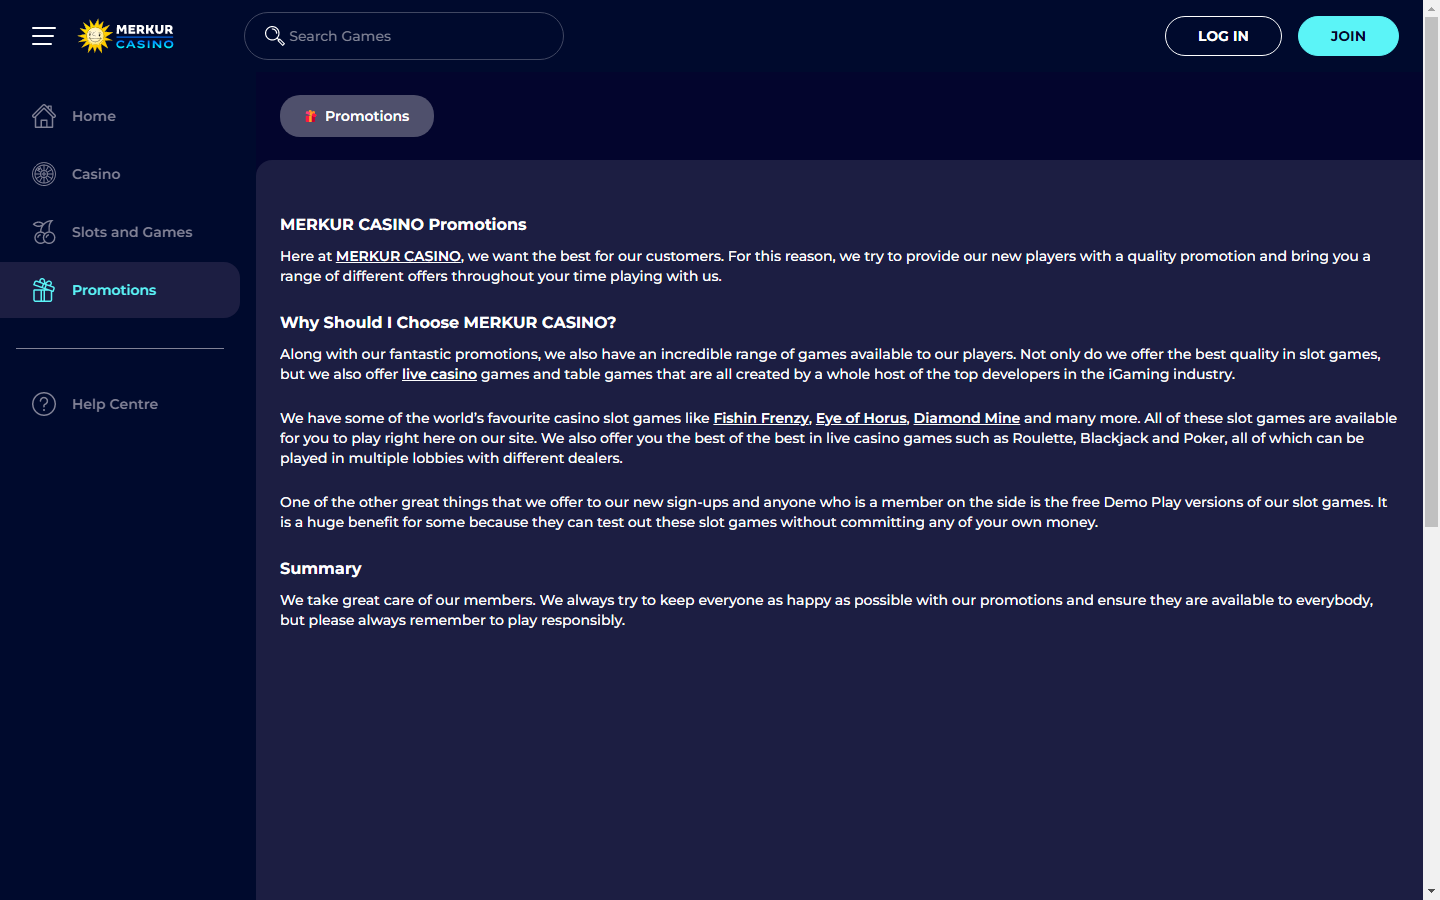 MERKUR
CASINO
Search Games
LOG IN
JOIN
Home
Casino
Slots and Games
Promotions
Help Centre
Promotions
MERKUR CASINO Promotions
Here at MERKUR CASINO, we want the best for our customers. For this reason, we try to provide our new players with a quality promotion and bring you a
range of different offers throughout your time playing with us.
Why Should I Choose MERKUR CASINO?
Along with our fantastic promotions, we also have an incredible range of games available to our players. Not only do we offer the best quality in slot games,
but we also offer live casino games and table games that are all created by a whole host of the top developers in the iGaming industry.
We have some of the world’s favourite casino slot games like Fishin Frenzy, Eye of Horus, Diamond Mine and many more. All of these slot games are available
for you to play right here on our site. We also offer you the best of the best in live casino games such as Roulette, Blackjack and Poker, all of which can be
played in multiple lobbies with different dealers.
One of the other great things that we offer to our new sign-ups and anyone who is a member on the side is the free Demo Play versions of our slot games. It
is a huge benefit for some because they can test out these slot games without committing any of your own money.
Summary
We take great care of our members. We always try to keep everyone as happy as possible with our promotions and ensure they are available to everybody,
but please always remember to play responsibly.